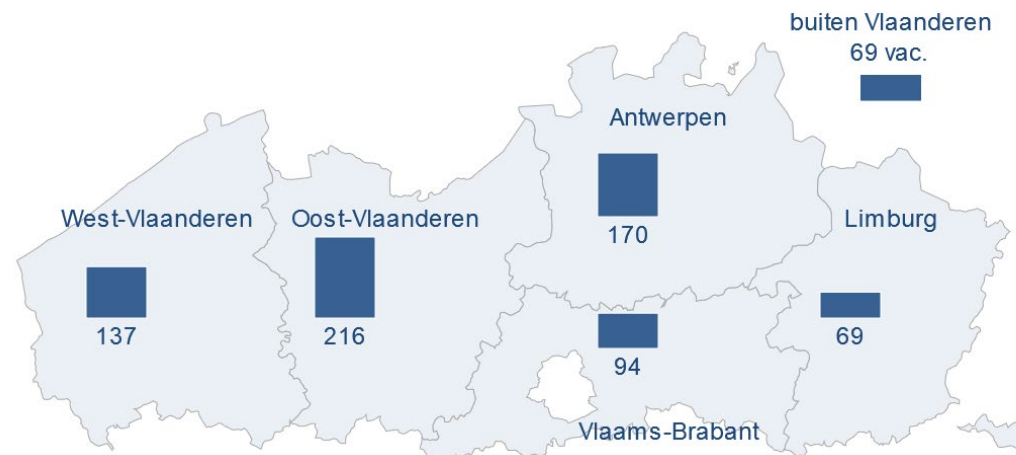 buiten Vlaanderen
69 vac.
Antwerpen
170
West-Vlaanderen
137
Oost-Vlaanderen
216
Limburg
69
94
Vlaams-Brabant